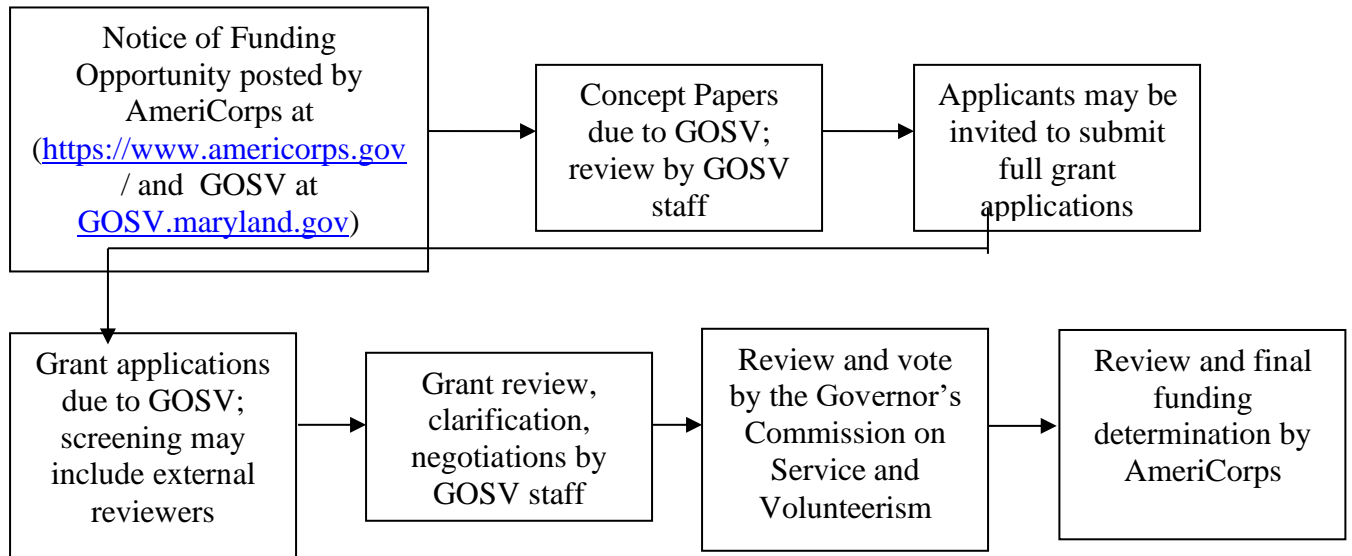 Notice of Funding
Opportunity posted by
AmeriCorps at
(https://www.americorps.gov
/ and  GOSV at
GOSV.maryland.gov)
Concept Papers
due to GOSV;
review by GOSV
staff
Applicants may be
invited to submit
full grant
applications
Grant applications
due to GOSV;
screening may
include external
reviewers
Grant review,
clarification,
negotiations by
GOSV staff
Review and vote
by the Governor’s
Commission on
Service and
Volunteerism
Review and final
funding
determination by
AmeriCorps